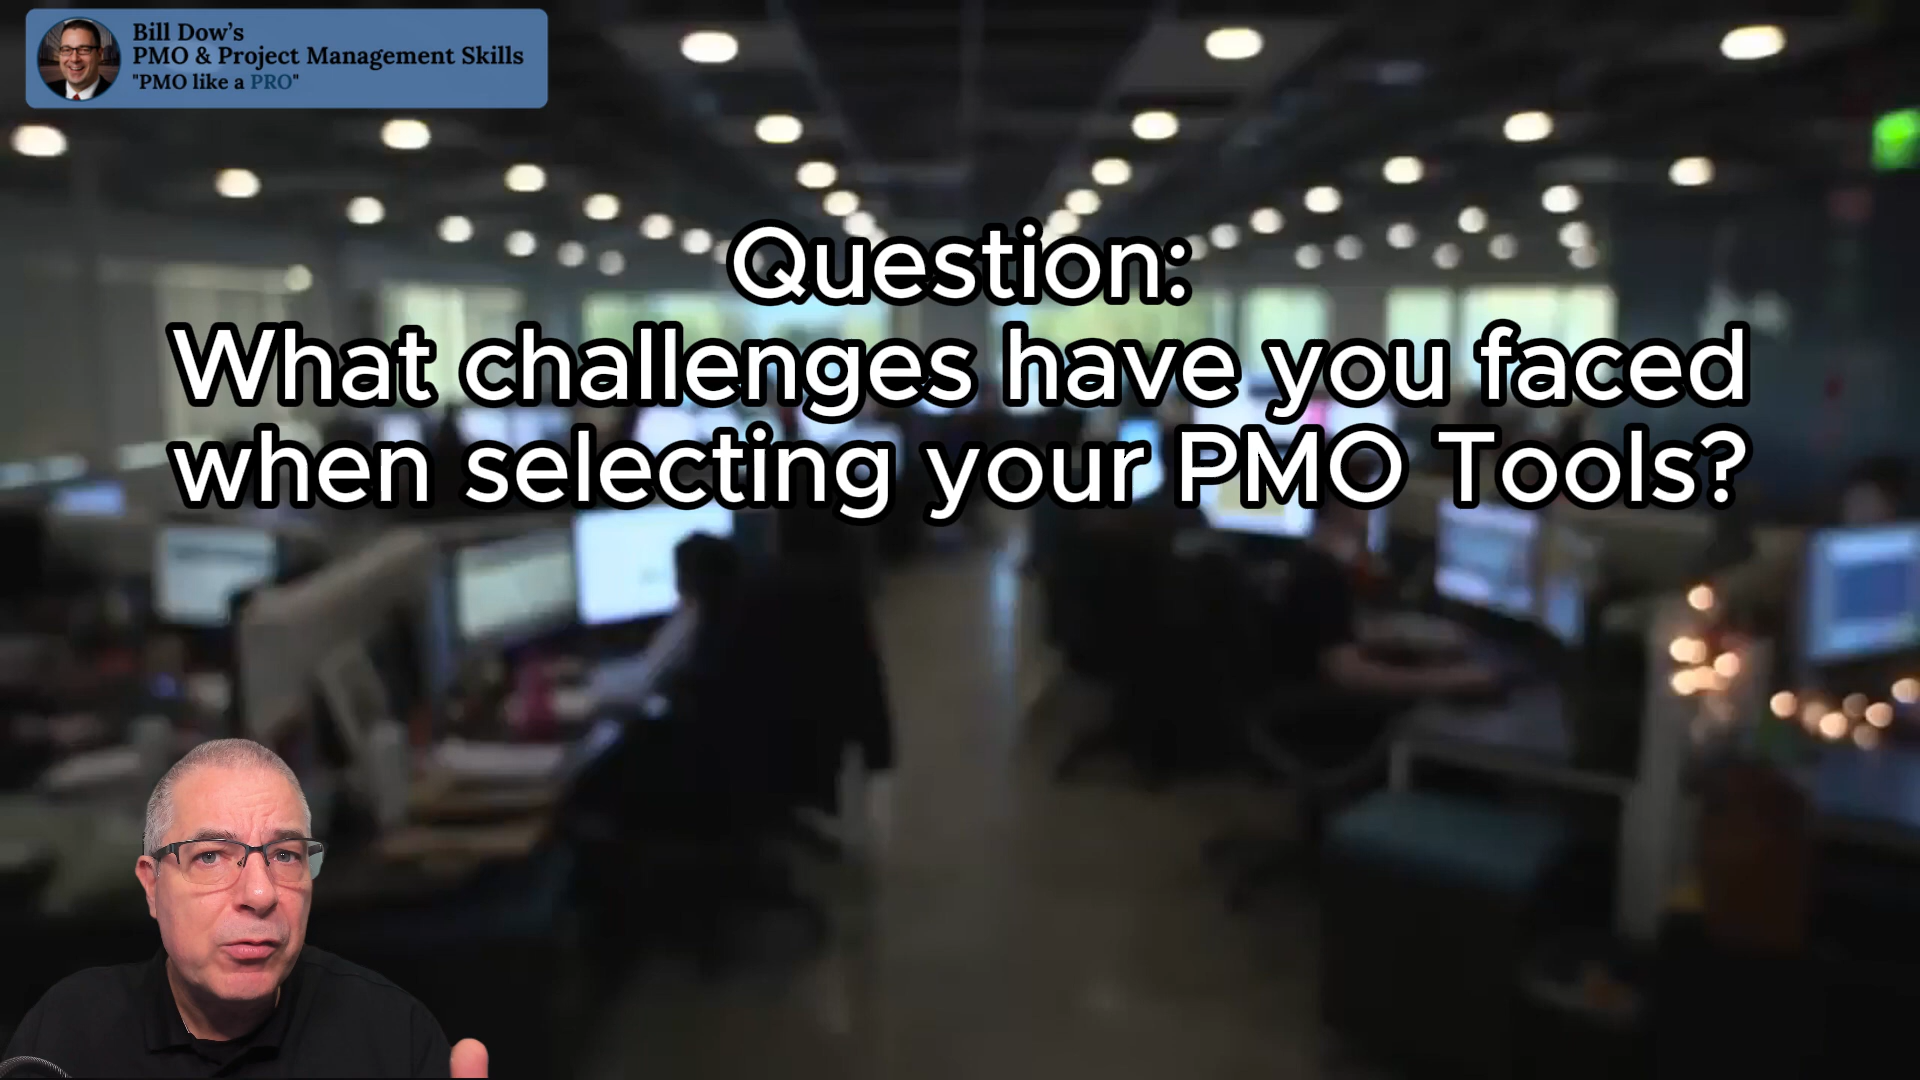 Bill Dow's
PMO & Project Management Skills
"PMO like a PRO"
Question:
What challenges have you faced
when selecting your PMO Tools?